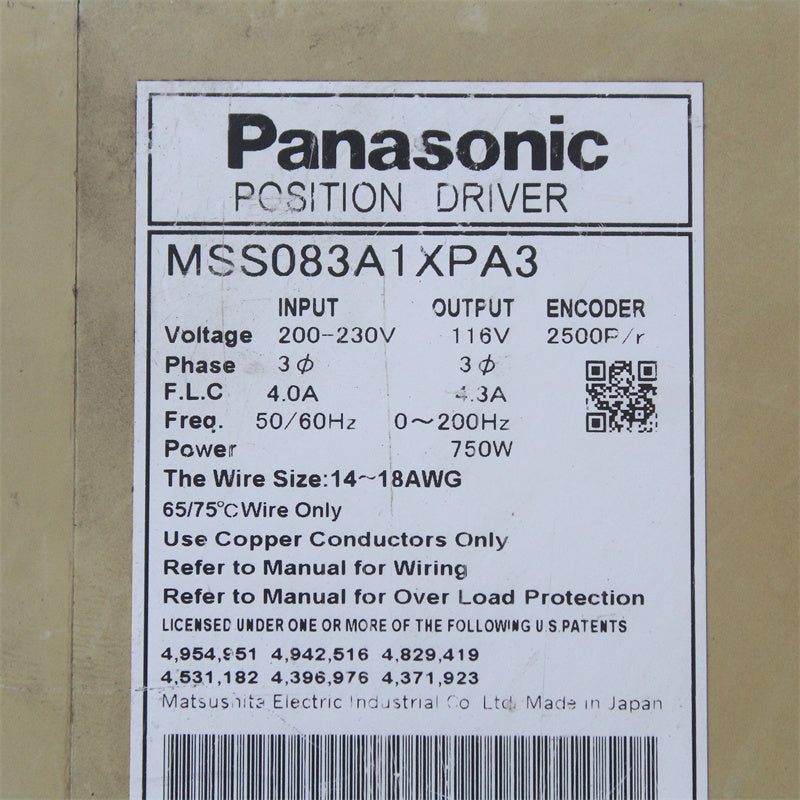 Panasonic
POSITION DRIVER
MSS083A1XPA3
INPUT OUTPUT ENCODER
Voltage 200-230V 116V 2500P/r
Phase 3ϕ 3ϕ
F.L.C 4.0A 4.3A
Freq. 50/60Hz 0~200Hz
Power 750W
The Wire Size:14~18AWG
65/75℃Wire Only
Use Copper Conductors Only
Refer to Manual for Wiring
Refer to Manual for Over Load Protection
LICENSED UNDER ONE OR MORE OF THE FOLLOWING U.S.PATENTS
4,954,951 4,942,516 4,829,419
4,531,182 4,396,976 4,371,923
Matsushita Electric Industrial Co Ltd. Made in Japan